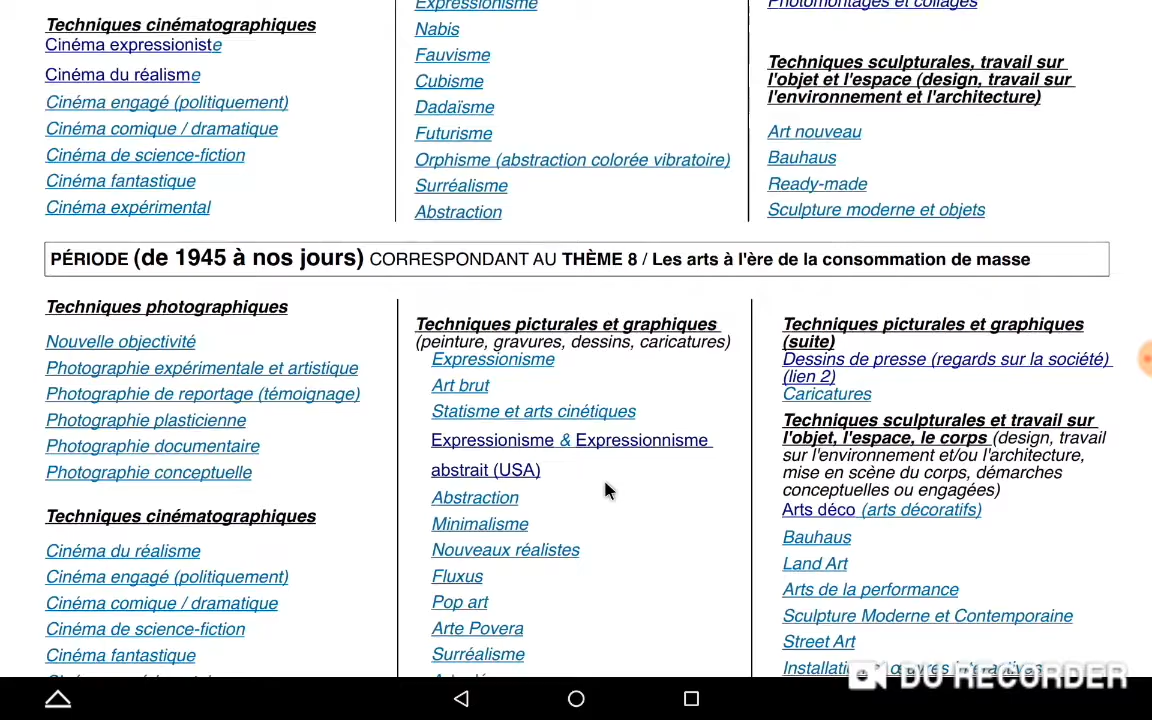 Techniques cinématographiques
Cinéma expressioniste
Cinéma du réalisme
Cinéma engagé (politiquement)
Cinéma comique / dramatique
Cinéma de science-fiction
Cinéma fantastique
Cinéma expérimental
Expressionisme
Nabis
Fauvisme
Cubisme
Dadaïsme
Futurisme
Orphisme (abstraction colorée vibratoire)
Surréalisme
Abstraction
Photomontages et collages
Techniques sculpturales, travail sur
l'objet et l'espace (design, travail sur
l'environnement et l'architecture)
Art nouveau
Bauhaus
Ready-made
Sculpture moderne et objets
PÉRIODE (de 1945 à nos jours) CORRESPONDANT AU THÈME 8 / Les arts à l'ère de la consommation de masse
Techniques photographiques
Nouvelle objectivité
Photographie expérimentale et artistique
Photographie de reportage (témoignage)
Photographie plasticienne
Photographie documentaire
Photographie conceptuelle
Techniques cinématographiques
Cinéma du réalisme
Cinéma engagé (politiquement)
Cinéma comique / dramatique
Cinéma de science-fiction
Cinéma fantastique
Techniques picturales et graphiques
(peinture, gravures, dessins, caricatures)
Expressionisme
Art brut
Statisme et arts cinétiques
Expressionisme & Expressionnisme
abstrait (USA)
Abstraction
Minimalisme
Nouveaux réalistes
Fluxus
Pop art
Arte Povera
Surréalisme
Techniques picturales et graphiques
(suite)
Dessins de presse (regards sur la société)
(lien 2)
Caricatures
Techniques sculpturales et travail sur
l'objet, l'espace, le corps (design, travail
sur l'environnement et/ou l'architecture,
mise en scène du corps, démarches
conceptuelles ou engagées)
Arts déco (arts décoratifs)
Bauhaus
Land Art
Arts de la performance
Sculpture Moderne et Contemporaine
Street Art
œuvres interactives
DU RECORDER